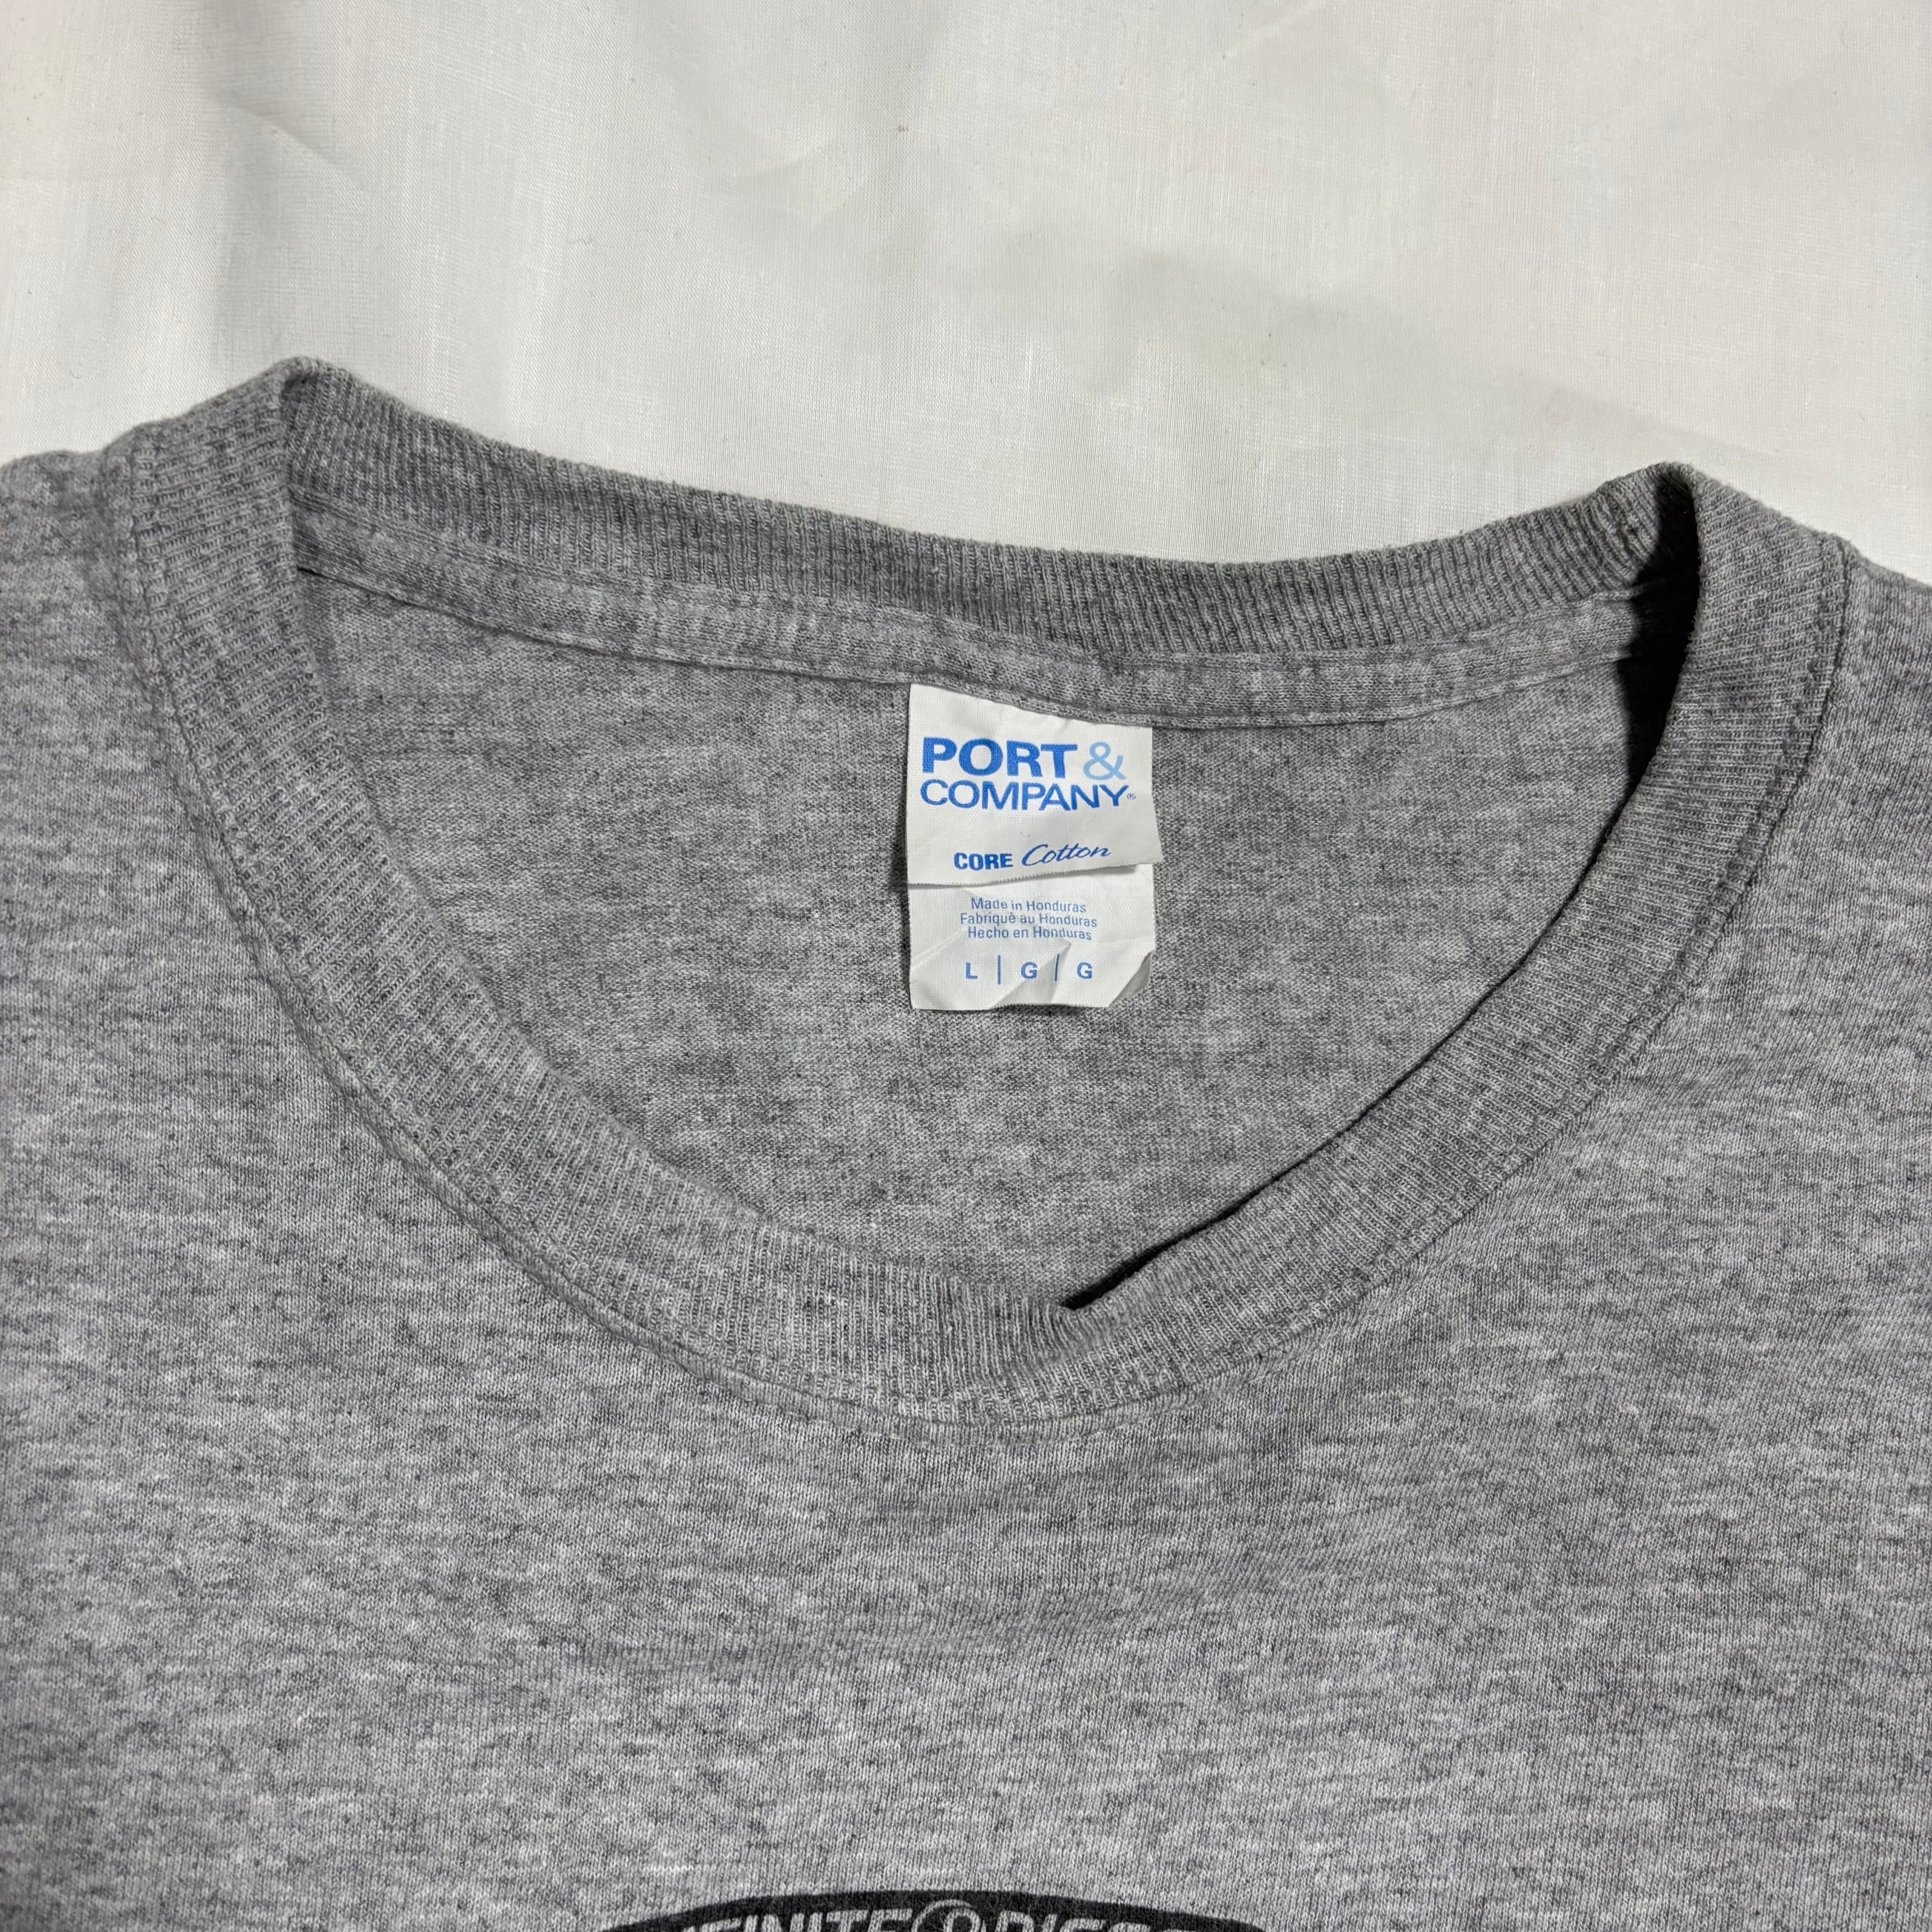 PORT &
COMPANY®
CORE Cotton
Made in Honduras
Fabriqué au Honduras
Hecho en Honduras
L | G | G